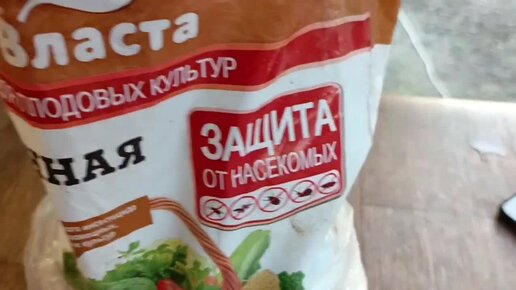 Власта
ПЛОДОВЫХ КУЛЬТУР
НАЯ
ЗАЩИТА
ОТ НАСЕКОМЫХ